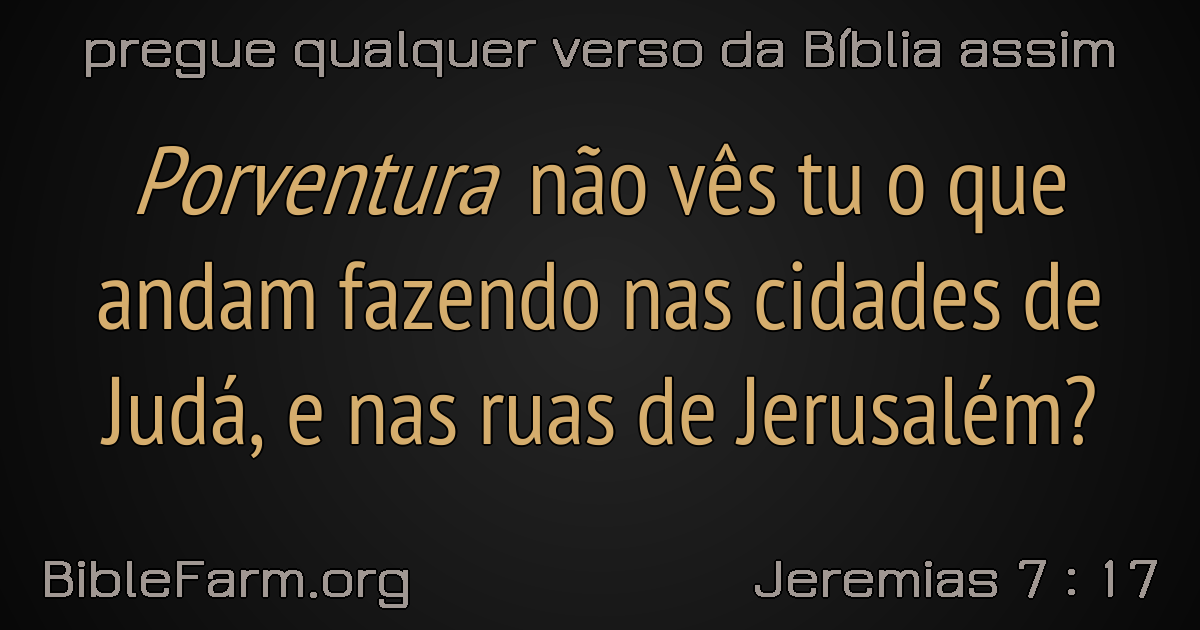 pregue qualquer verso da Bíblia assim
Porventura não vês tu o que
andam fazendo nas cidades de
Judá, e nas ruas de Jerusalém?
BibleFarm.org
Jeremias 7 : 17